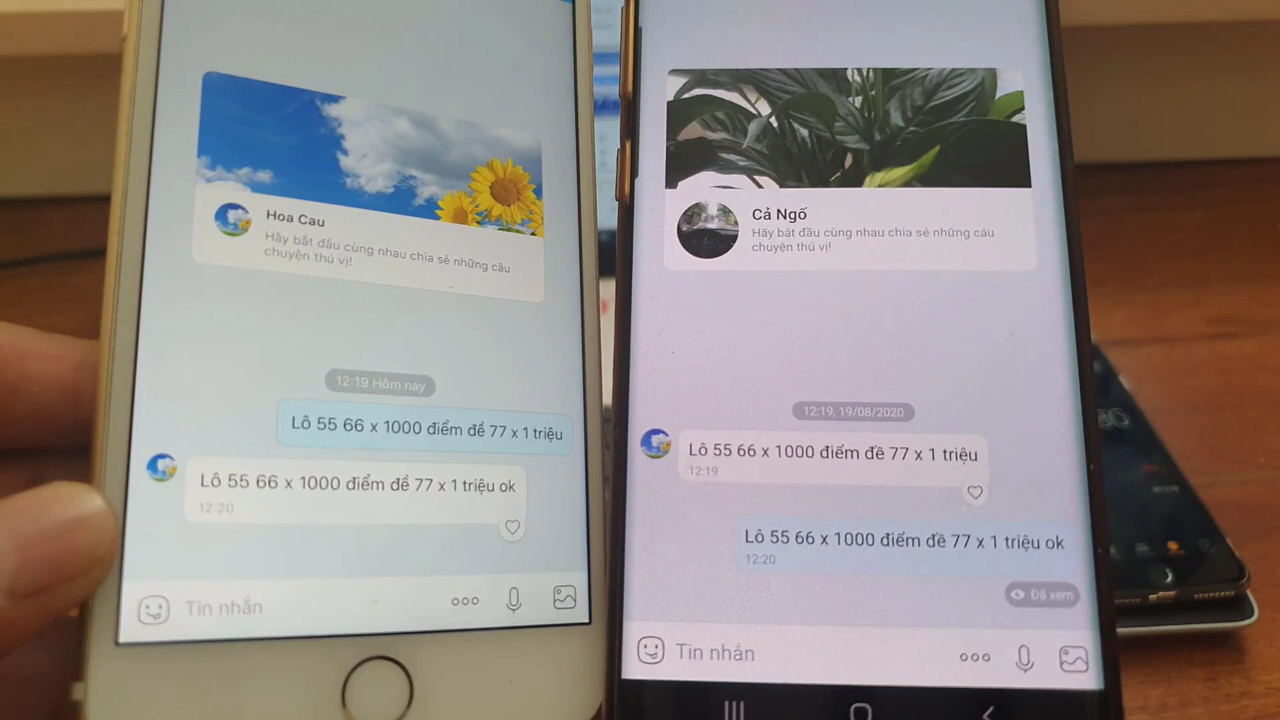 Hoa Cau
Hãy bắt đầu cùng nhau chia sẻ những câu
chuyện thú vị!
12:19 Hôm nay
Lô 55 66 x 1000 điểm đề 77 x 1 triệu
Lô 55 66 x 1000 điểm đề 77 x 1 triệu ok
12:20
Tin nhắn
Cả Ngố
Hãy bắt đầu cùng nhau chia sẻ những câu
chuyện thú vị!
12:19, 19/08/2020
Lô 55 66 x 1000 điểm đề 77 x 1 triệu
12:19
Lô 55 66 x 1000 điểm đề 77 x 1 triệu ok
12:20
Đã xem
Tin nhắn